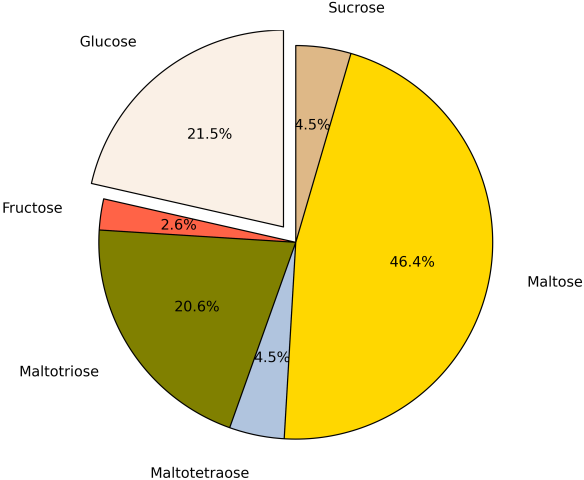 Sucrose
Glucose
4.5%
21.5%
Fructose
2.6%
46.4%
Maltose
20.6%
4.5%
Maltotriose
Maltotetraose